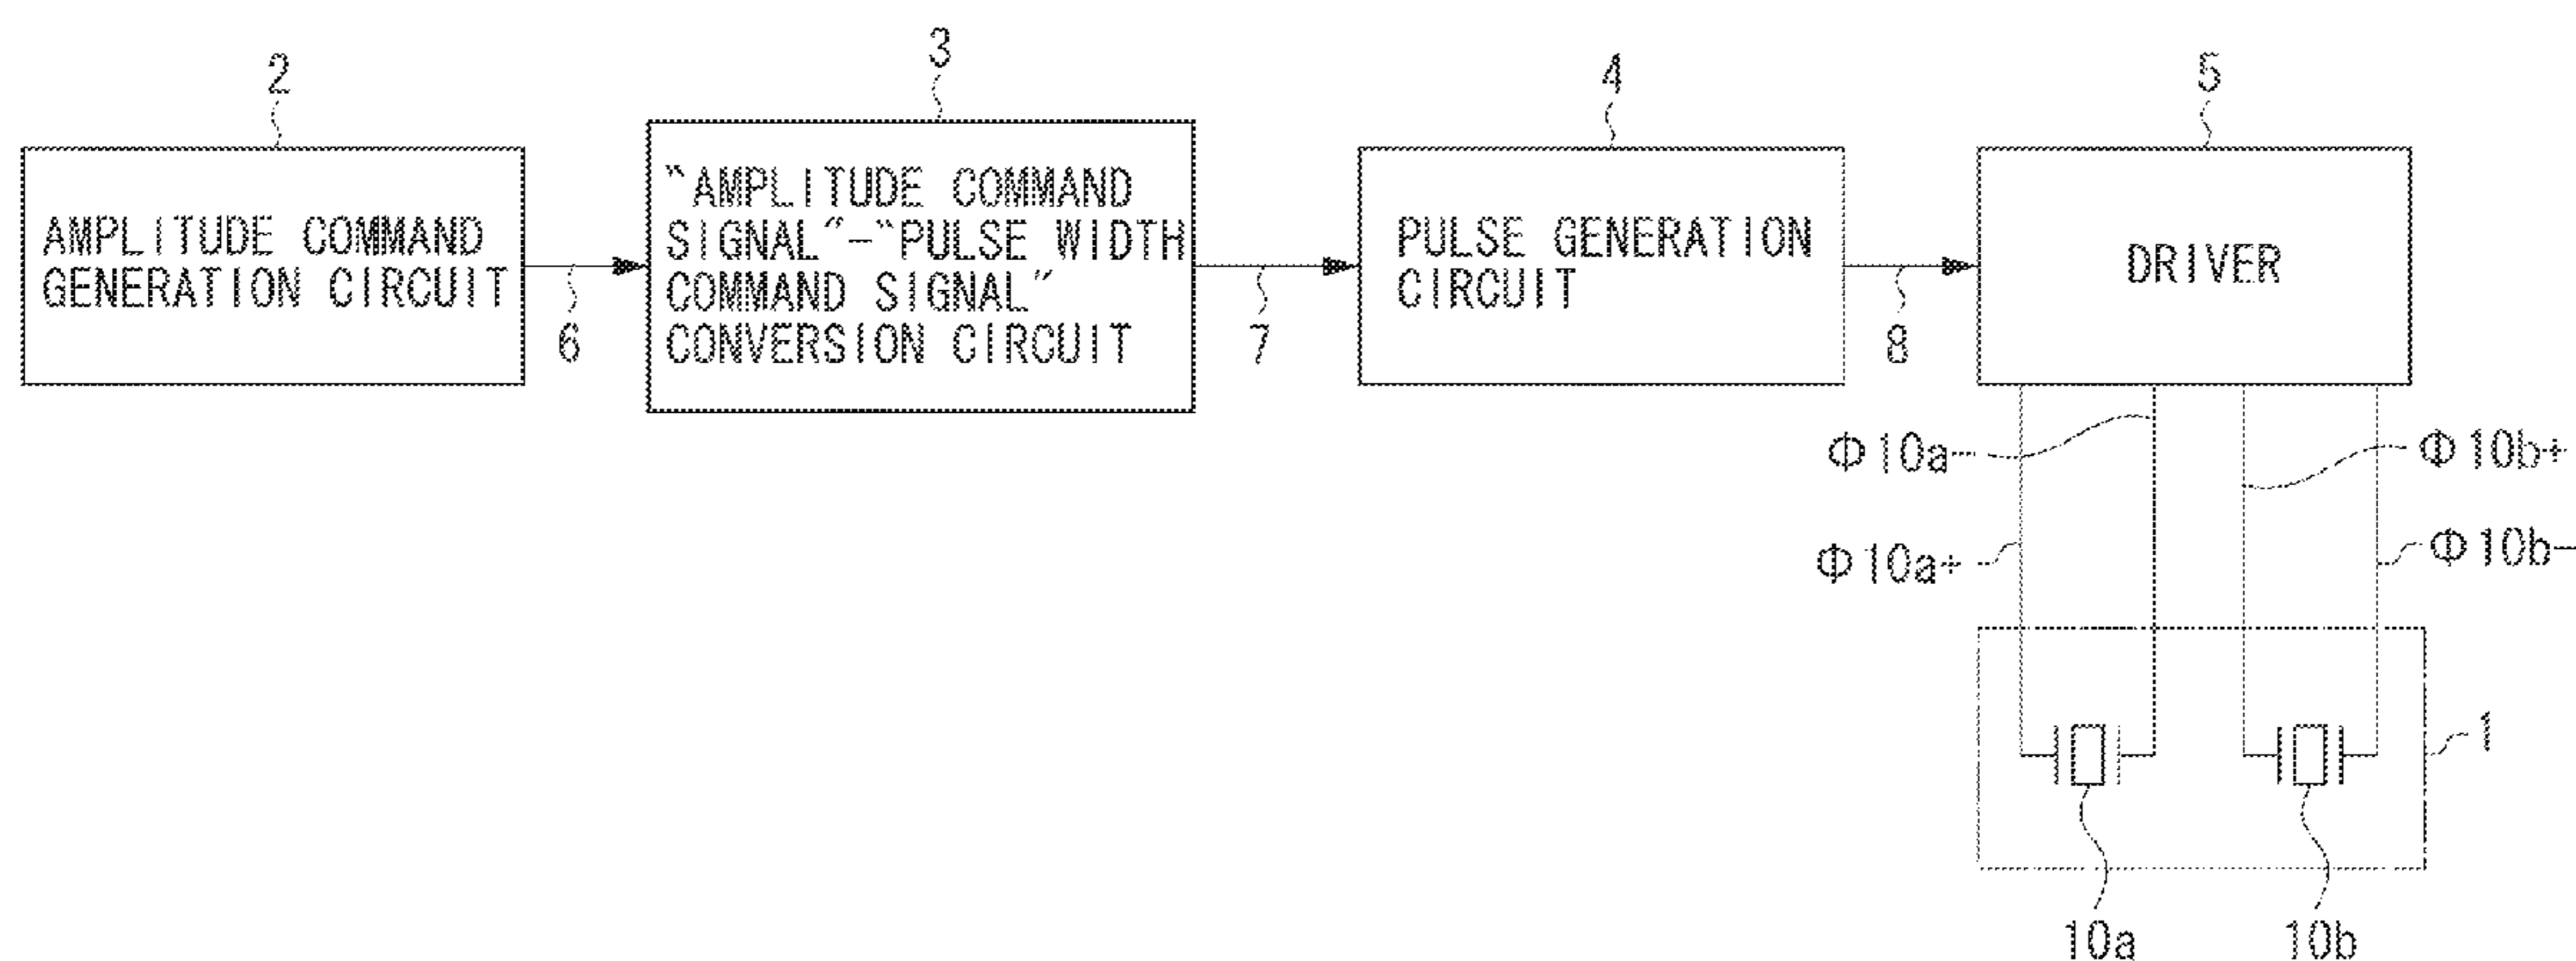 2
3
4
5
AMPLITUDE COMMAND
GENERATION CIRCUIT
"AMPLITUDE COMMAND
SIGNAL"-"PULSE WIDTH
COMMAND SIGNAL"
CONVERSION CIRCUIT
PULSE GENERATION
CIRCUIT
DRIVER
6
7
8
Φ10a-
Φ10b+
Φ10a+
Φ10b-
1
10a
10b